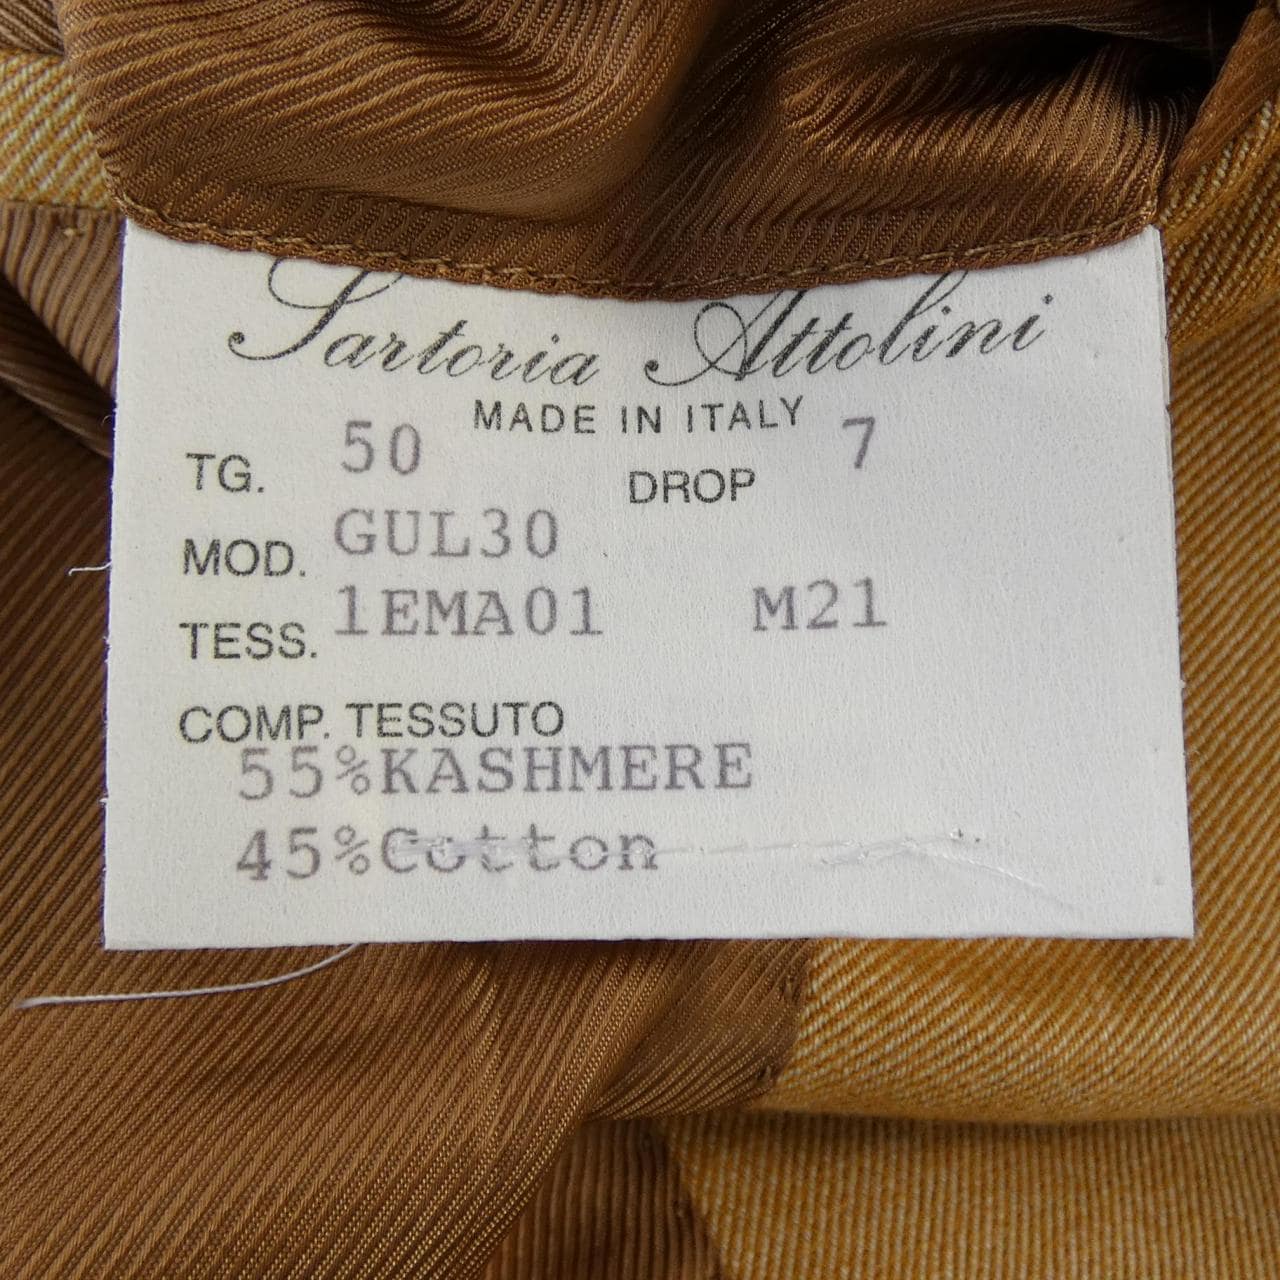 Sartoria Attolini
MADE IN ITALY
TG. 50 DROP 7
MOD. GUL30
TESS. 1EMA01 M21
COMP. TESSUTO
55%KASHMERE
45%Cotton